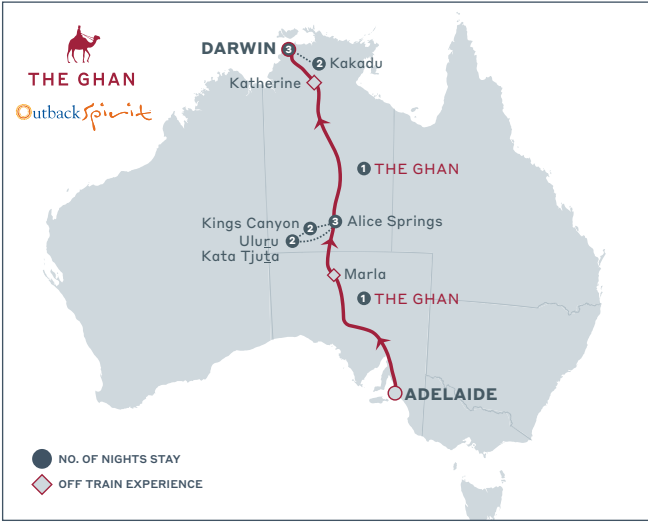 THE GHAN
Outback Spirit
DARWIN 3
2 Kakadu
Katherine
1 THE GHAN
Kings Canyon 2
3 Alice Springs
Uluṟu 2
Kata Tjuṯa
Marla
1 THE GHAN
ADELAIDE
NO. OF NIGHTS STAY
OFF TRAIN EXPERIENCE